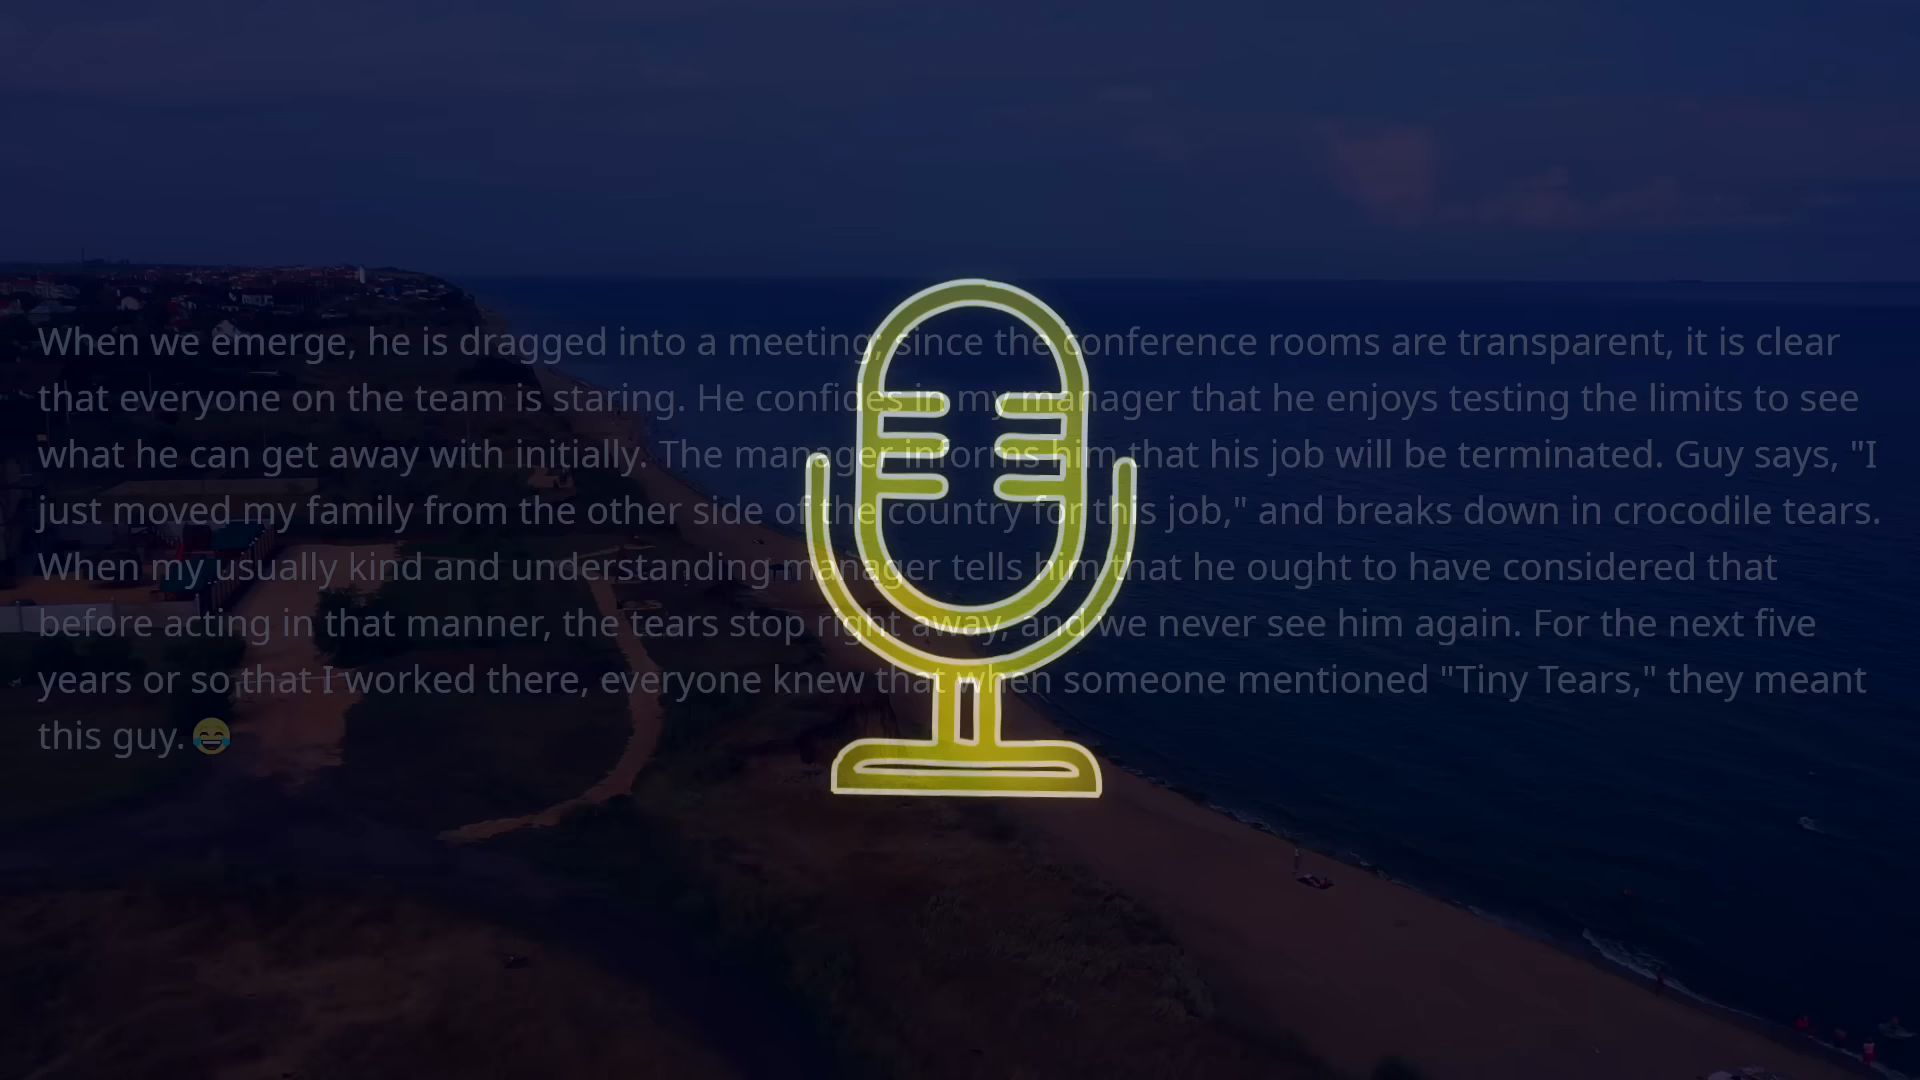 When we emerge, he is dragged into a meeting; since the conference rooms are transparent, it is clear
that everyone on the team is staring. He confides in my manager that he enjoys testing the limits to see
what he can get away with initially. The manager informs him that his job will be terminated. Guy says, "I
just moved my family from the other side of the country for this job," and breaks down in crocodile tears.
When my usually kind and understanding manager tells him that he ought to have considered that
before acting in that manner, the tears stop right away, and we never see him again. For the next five
years or so that I worked there, everyone knew that when someone mentioned "Tiny Tears," they meant
this guy. 😂